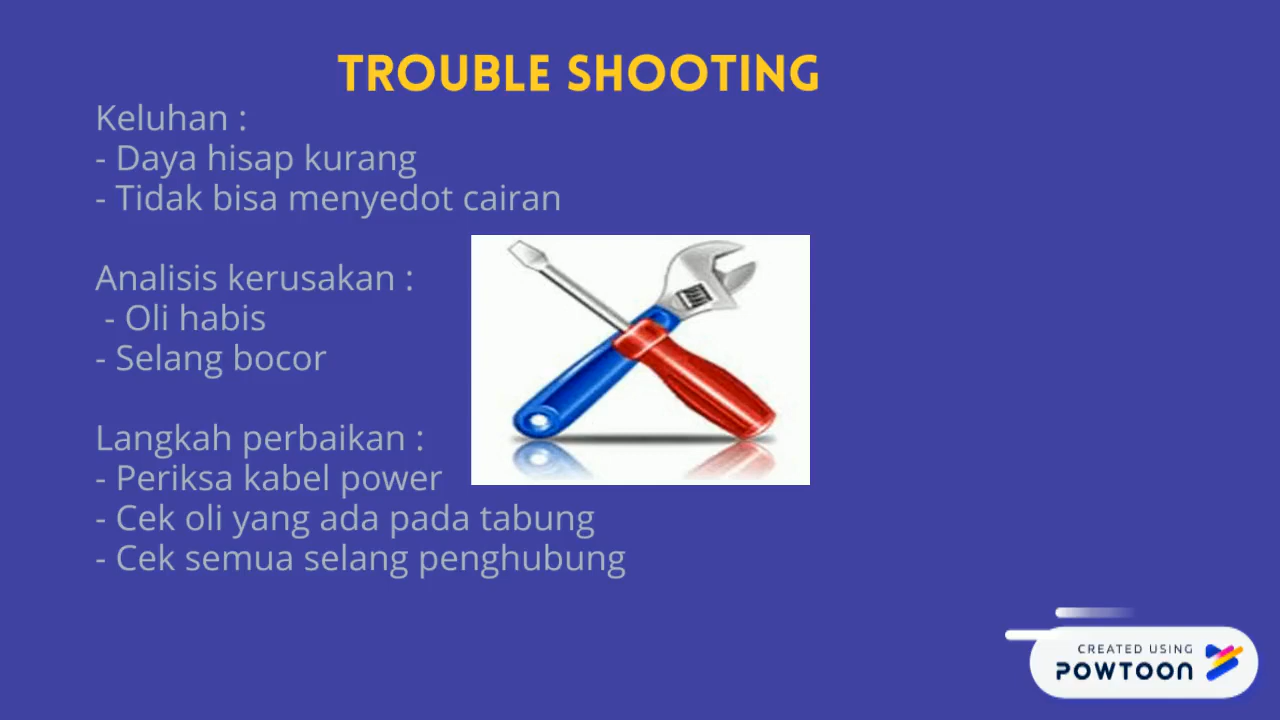 TROUBLE SHOOTING
Keluhan :
- Daya hisap kurang
- Tidak bisa menyedot cairan
Analisis kerusakan :
- Oli habis
- Selang bocor
Langkah perbaikan :
- Periksa kabel power
- Cek oli yang ada pada tabung
- Cek semua selang penghubung
CREATED USING
POWTOON